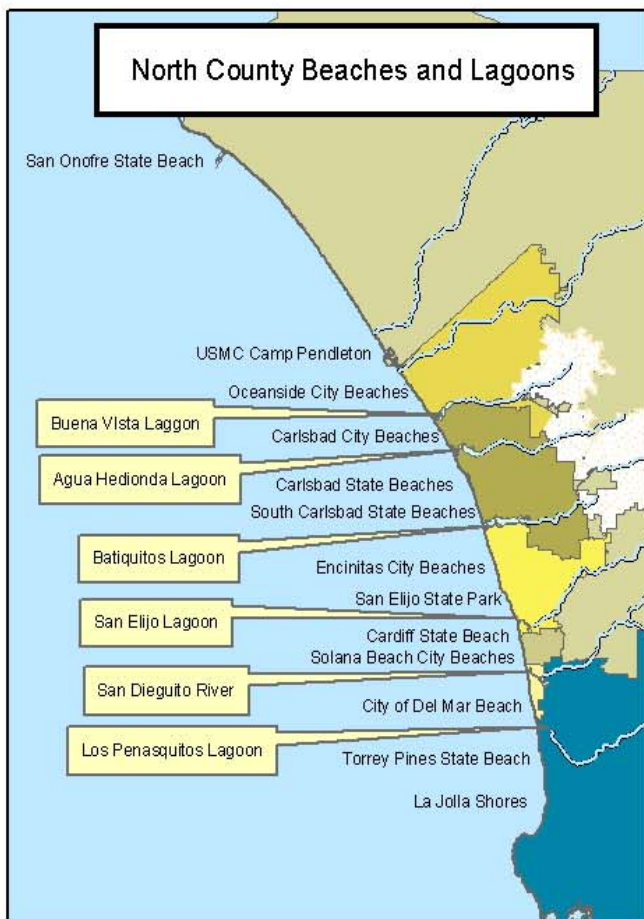 North County Beaches and Lagoons
San Onofre State Beach
USMC Camp Pendleton
Oceanside City Beaches
Buena VIsta Laggon
Carlsbad City Beaches
Agua Hedionda Lagoon
Carlsbad State Beaches
South Carlsbad State Beaches
Batiquitos Lagoon
Encinitas City Beaches
San Elijo State Park
San Elijo Lagoon
Cardiff State Beach
Solana Beach City Beaches
San Dieguito River
City of Del Mar Beach
Los Penasquitos Lagoon
Torrey Pines State Beach
La Jolla Shores